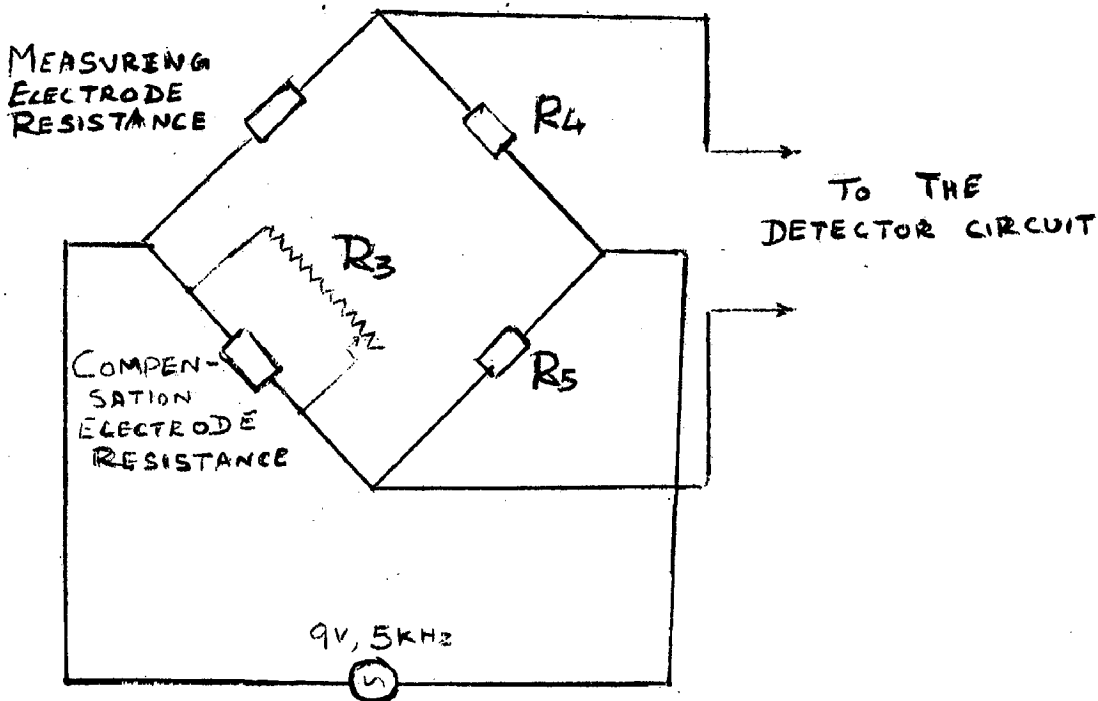 MEASURING
ELECTRODE
RESISTANCE
R4
TO THE
DETECTOR CIRCUIT
R3
COMPEN-
SATION
ELECTRODE
RESISTANCE
R5
9V, 5KHz